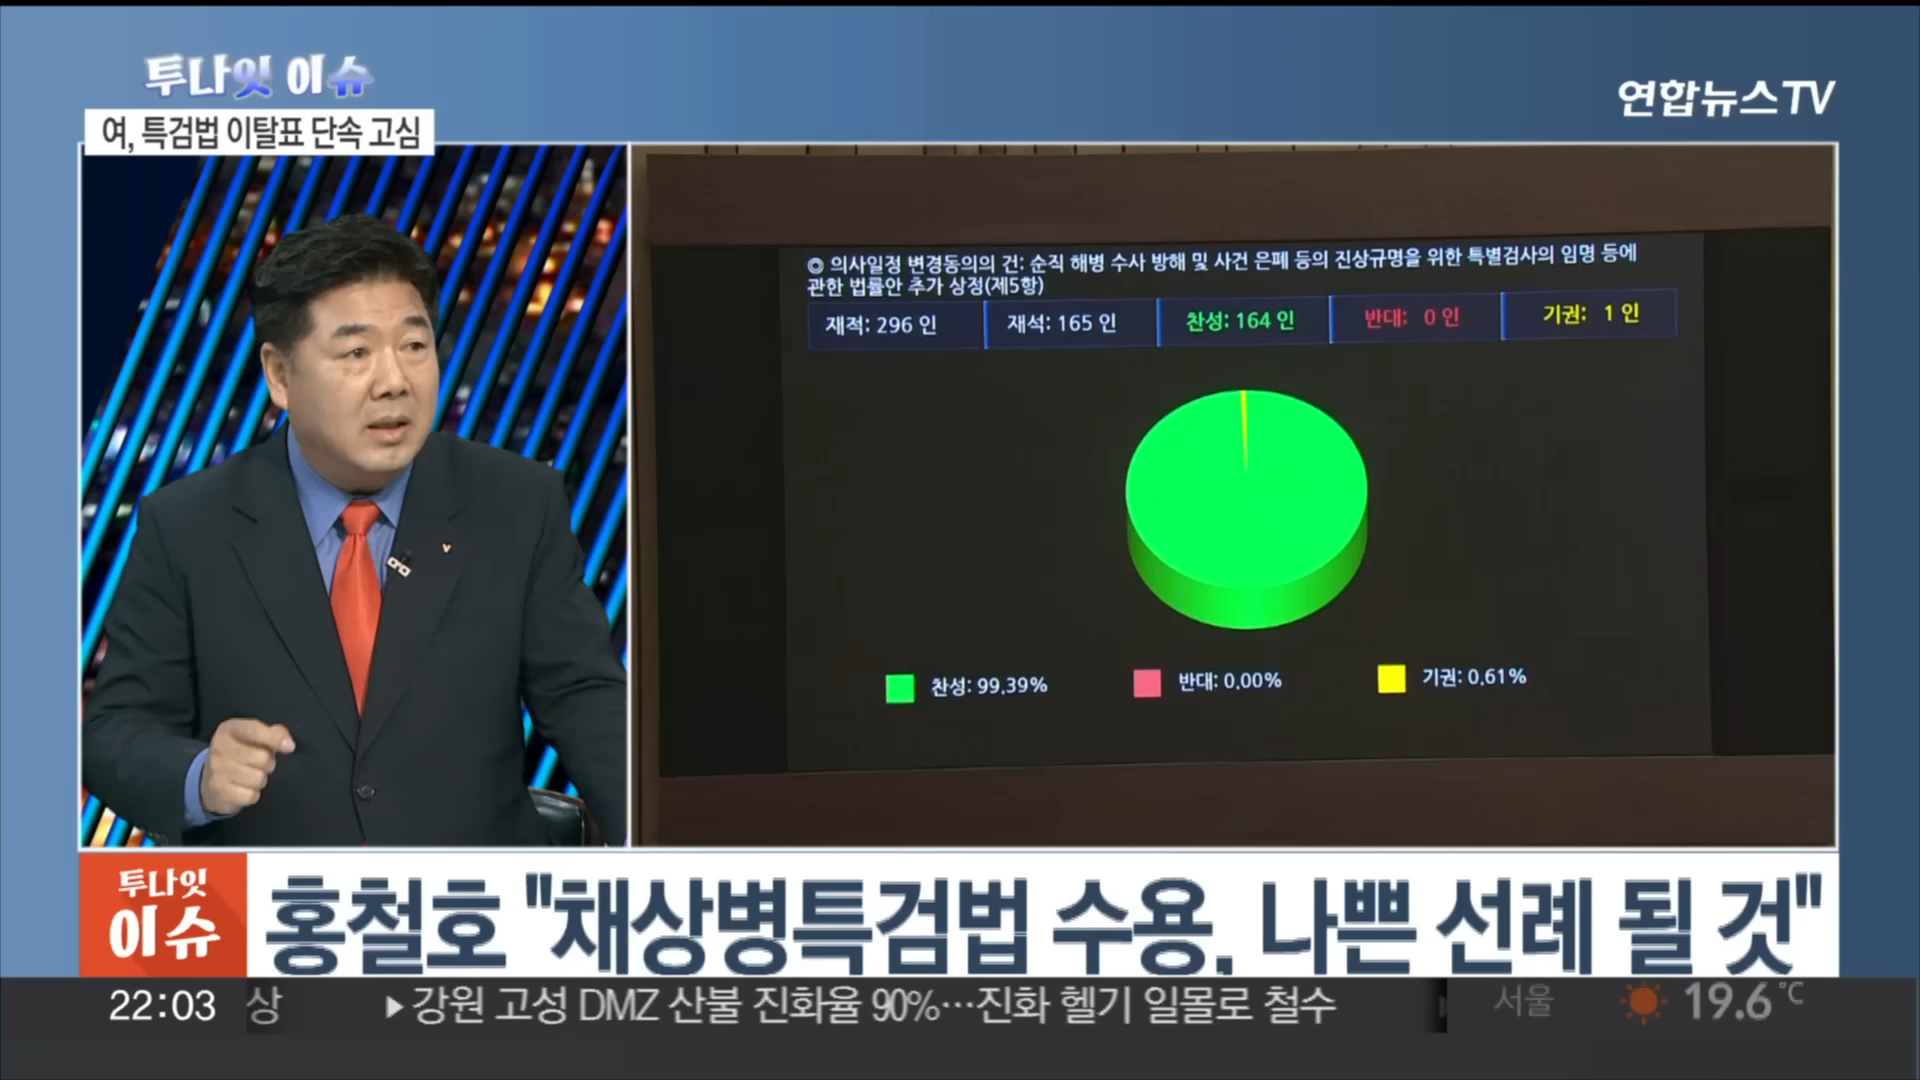 투나잇 이슈
여, 특검법 이탈표 단속 고심
연합뉴스TV
◎ 의사일정 변경동의의 건: 순직 해병 수사 방해 및 사건 은폐 등의 진상규명을 위한 특별검사의 임명 등에
관한 법률안 추가 상정(제5항)
재적: 296 인 재석: 165 인 찬성: 164 인 반대: 0 인 기권: 1 인
찬성: 99.39% 반대: 0.00% 기권: 0.61%
투나잇
이슈
홍철호 "채상병특검법 수용, 나쁜 선례 될 것"
22:03 상 ▶강원 고성 DMZ 산불 진화율 90%…진화 헬기 일몰로 철수 서울 19.6℃